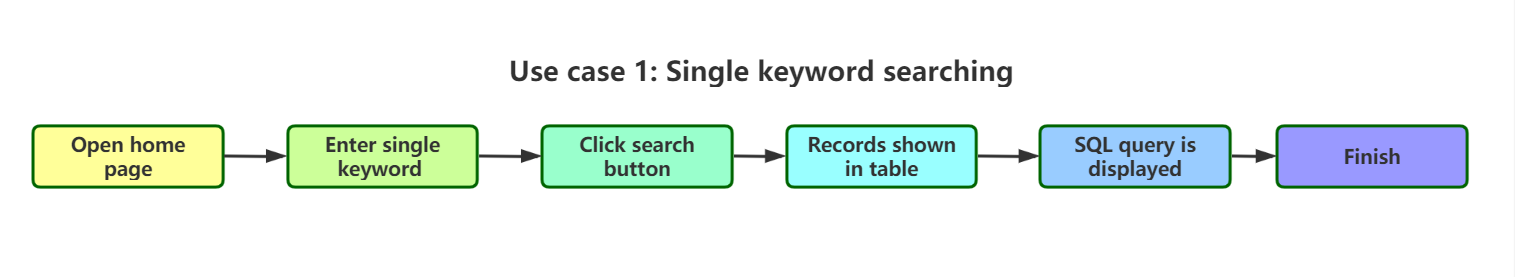 Use case 1: Single keyword searching
Open home
page
Enter single
keyword
Click search
button
Records shown
in table
SQL query is
displayed
Finish